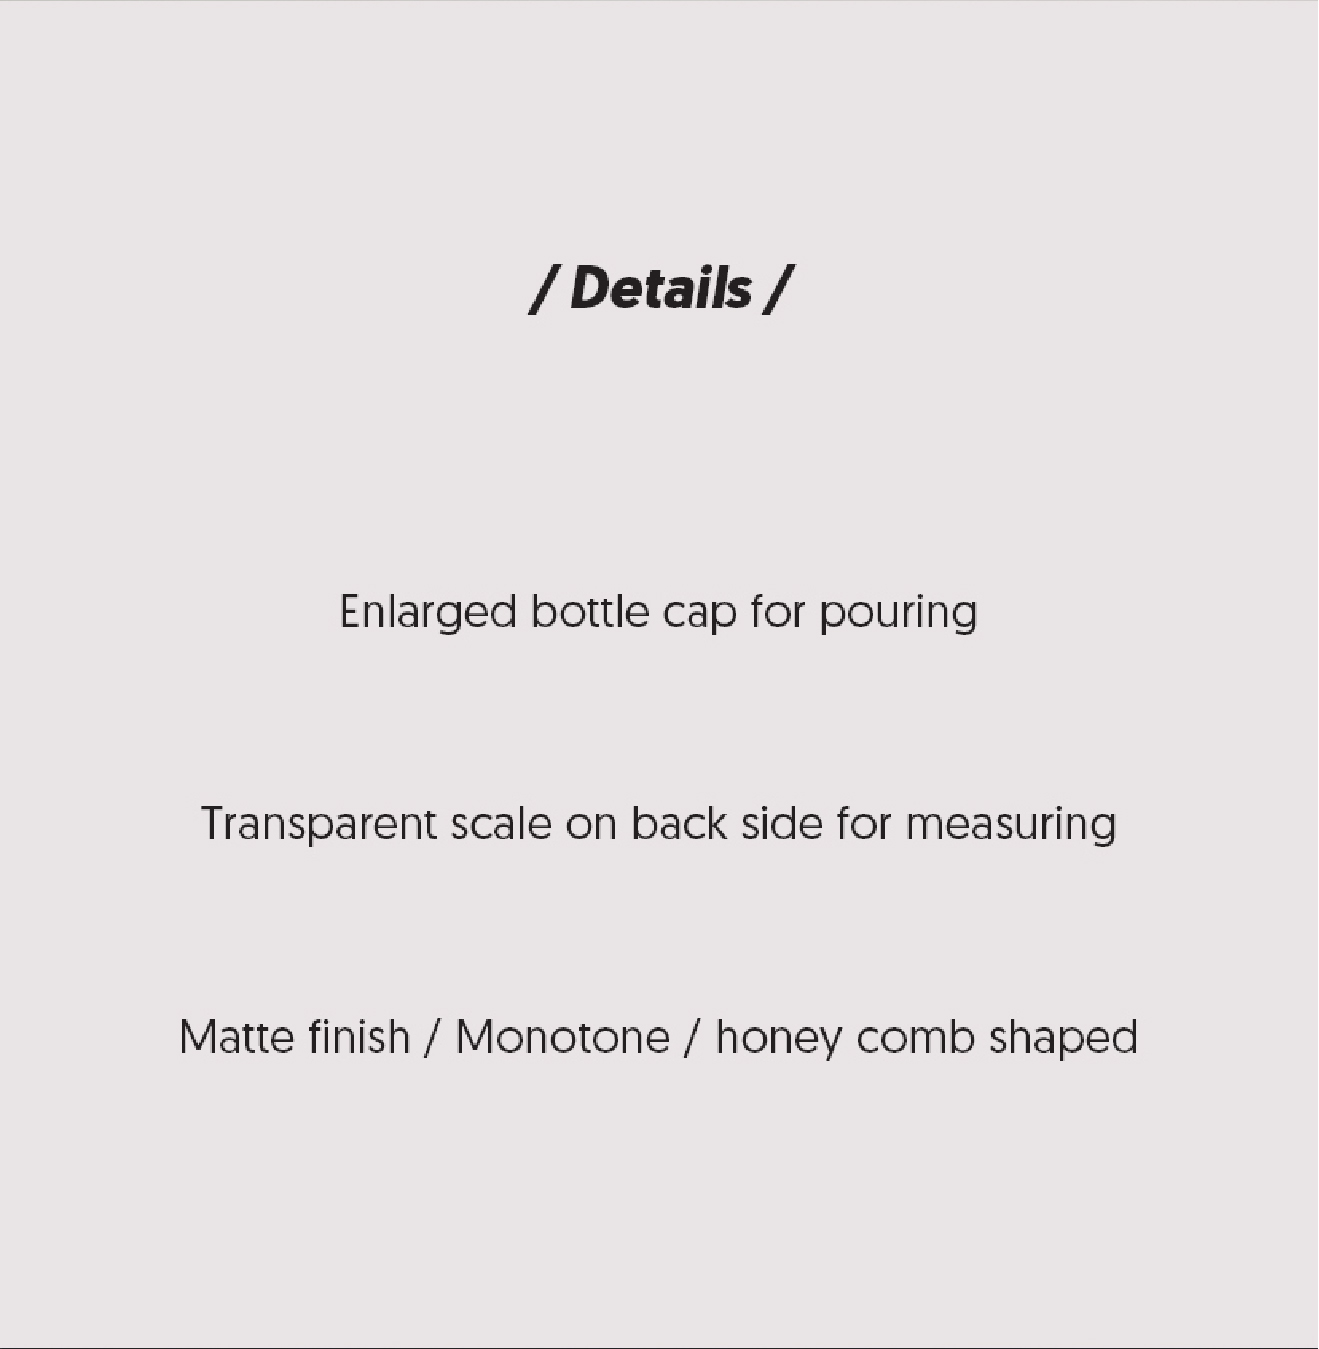 / Details /
Enlarged bottle cap for pouring
Transparent scale on back side for measuring
Matte finish / Monotone / honey comb shaped